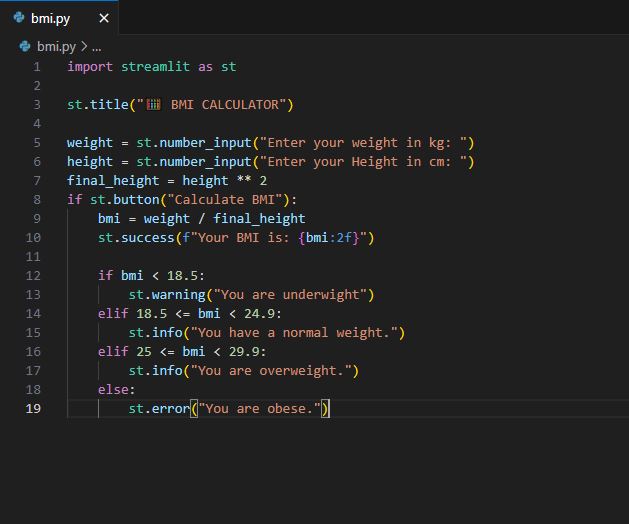 bmi.py
bmi.py > ...
1 import streamlit as st
2
3 st.title("🧮 BMI CALCULATOR")
4
5 weight = st.number_input("Enter your weight in kg: ")
6 height = st.number_input("Enter your Height in cm: ")
7 final_height = height ** 2
8 if st.button("Calculate BMI"):
9     bmi = weight / final_height
10     st.success(f"Your BMI is: {bmi:2f}")
11
12     if bmi < 18.5:
13         st.warning("You are underwight")
14     elif 18.5 <= bmi < 24.9:
15         st.info("You have a normal weight.")
16     elif 25 <= bmi < 29.9:
17         st.info("You are overweight.")
18     else:
19         st.error("You are obese.")